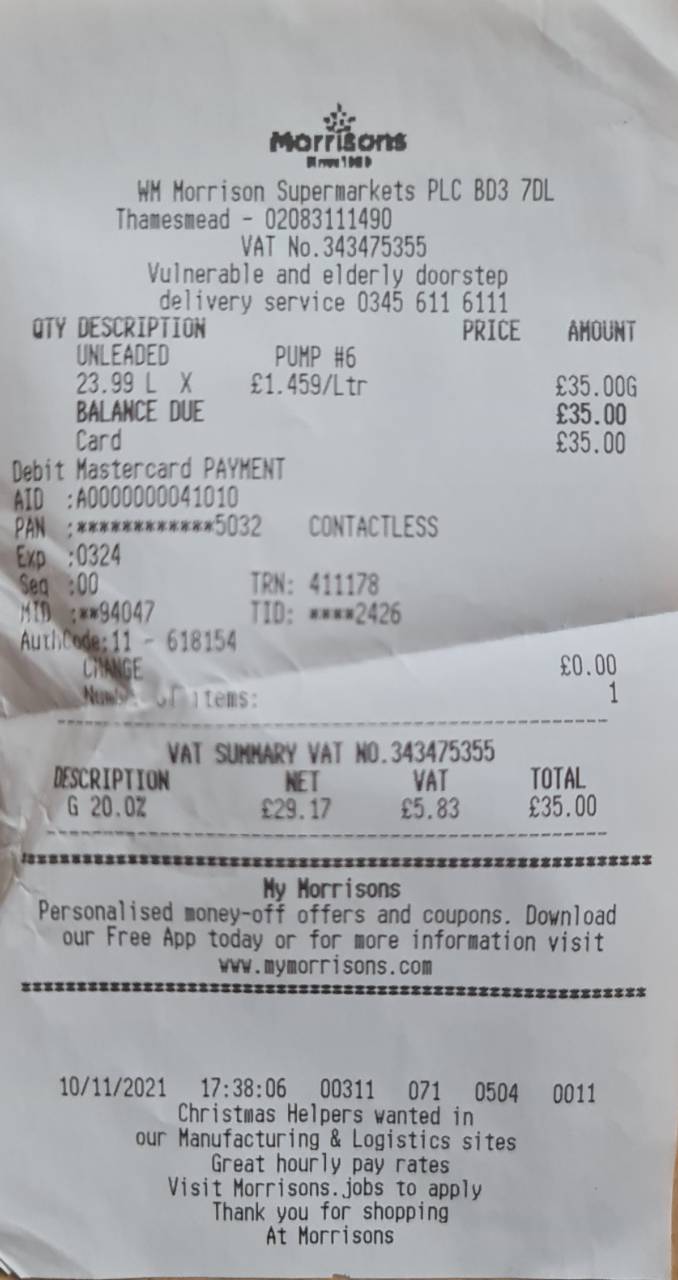 Morrisons
WM Morrison Supermarkets PLC BD3 7DL
Thamesmead - 02083111490
VAT No.343475355
Vulnerable and elderly doorstep
delivery service 0345 611 6111
QTY DESCRIPTION PRICE AMOUNT
UNLEADED PUMP #6
23.99 L X £1.459/Ltr £35.00G
BALANCE DUE £35.00
Card £35.00
Debit Mastercard PAYMENT
AID :A0000000041010
PAN :************5032 CONTACTLESS
Exp :0324
Seq :00 TRN: 411178
MID :**94047 TID: ****2426
AuthCode:11 - 618154
CHANGE £0.00
Number of items: 1
VAT SUMMARY VAT NO.343475355
DESCRIPTION NET VAT TOTAL
G 20.0% £29.17 £5.83 £35.00
My Morrisons
Personalised money-off offers and coupons. Download
our Free App today or for more information visit
www.mymorrisons.com
10/11/2021 17:38:06 00311 071 0504 0011
Christmas Helpers wanted in
our Manufacturing & Logistics sites
Great hourly pay rates
Visit Morrisons.jobs to apply
Thank you for shopping
At Morrisons